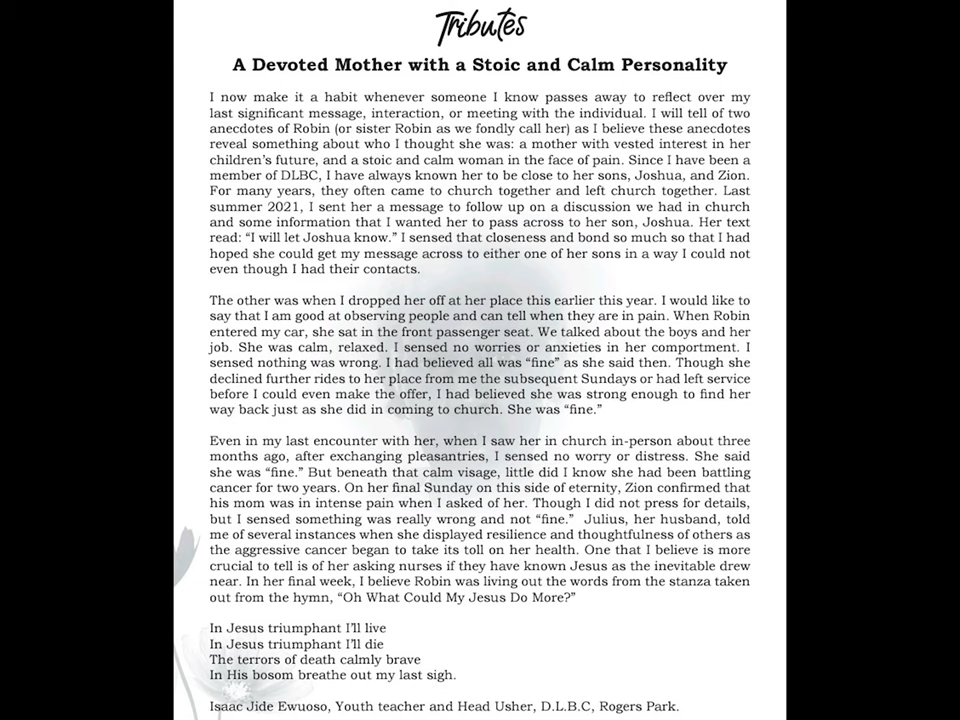 Tributes
A Devoted Mother with a Stoic and Calm Personality
I now make it a habit whenever someone I know passes away to reflect over my
last significant message, interaction, or meeting with the individual. I will tell of two
anecdotes of Robin (or sister Robin as we fondly call her) as I believe these anecdotes
reveal something about who I thought she was: a mother with vested interest in her
children's future, and a stoic and calm woman in the face of pain. Since I have been a
member of DLBC, I have always known her to be close to her sons, Joshua, and Zion.
For many years, they often came to church together and left church together. Last
summer 2021, I sent her a message to follow up on a discussion we had in church
and some information that I wanted her to pass across to her son, Joshua. Her text
read: “I will let Joshua know.” I sensed that closeness and bond so much so that I had
hoped she could get my message across to either one of her sons in a way I could not
even though I had their contacts.
The other was when I dropped her off at her place this earlier this year. I would like to
say that I am good at observing people and can tell when they are in pain. When Robin
entered my car, she sat in the front passenger seat. We talked about the boys and her
job. She was calm, relaxed. I sensed no worries or anxieties in her comportment. I
sensed nothing was wrong. I had believed all was “fine” as she said then. Though she
declined further rides to her place from me the subsequent Sundays or had left service
before I could even make the offer, I had believed she was strong enough to find her
way back just as she did in coming to church. She was “fine.”
Even in my last encounter with her, when I saw her in church in-person about three
months ago, after exchanging pleasantries, I sensed no worry or distress. She said
she was “fine.” But beneath that calm visage, little did I know she had been battling
cancer for two years. On her final Sunday on this side of eternity, Zion confirmed that
his mom was in intense pain when I asked of her. Though I did not press for details,
but I sensed something was really wrong and not “fine.” Julius, her husband, told
me of several instances when she displayed resilience and thoughtfulness of others as
the aggressive cancer began to take its toll on her health. One that I believe is more
crucial to tell is of her asking nurses if they have known Jesus as the inevitable drew
near. In her final week, I believe Robin was living out the words from the stanza taken
out from the hymn, “Oh What Could My Jesus Do More?”
In Jesus triumphant I'll live
In Jesus triumphant I'll die
The terrors of death calmly brave
In His bosom breathe out my last sigh.
Isaac Jide Ewuoso, Youth teacher and Head Usher, D.L.B.C, Rogers Park.